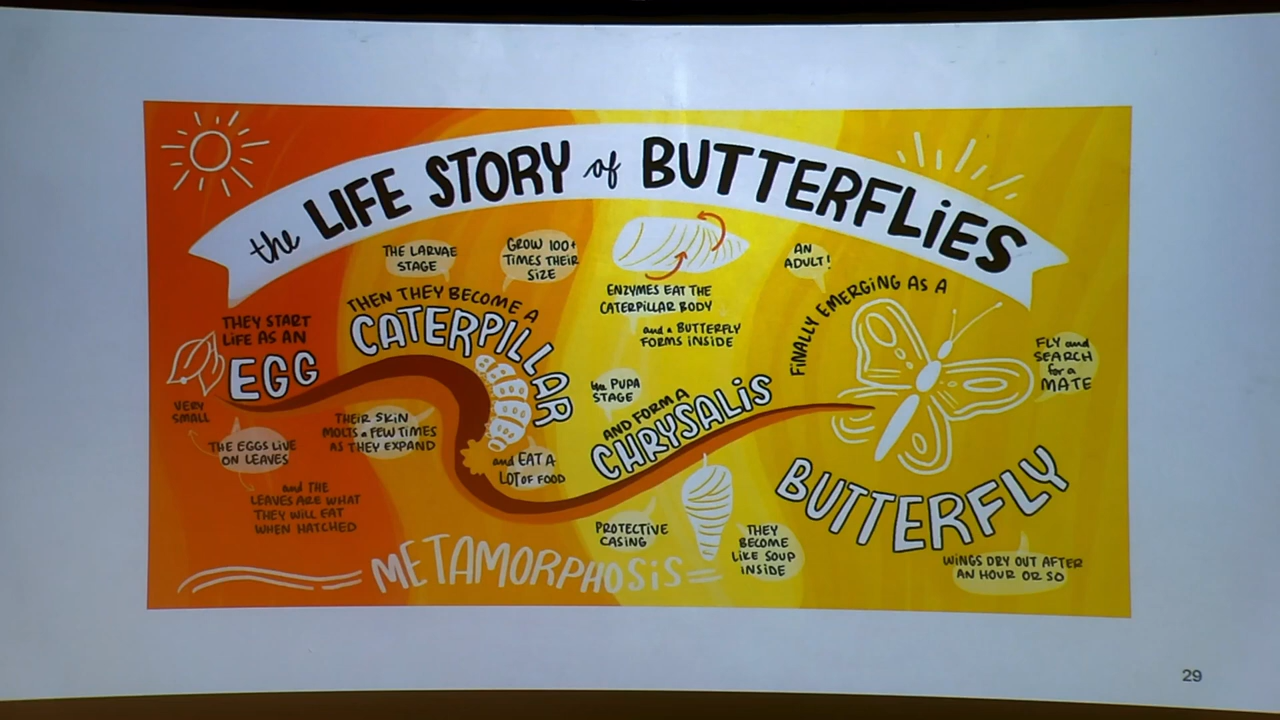 the LIFE STORY of BUTTERFLiES
THEY START
LiFE AS AN
EGG
VERY
SMALL
THE EGGS LIVE
ON LEAVES
and THE
LEAVES ARE WHAT
THEY WILL EAT
WHEN HATCHED
THE LARVAE
STAGE
GROW 100+
TIMES THEiR
SiZE
THEN THEY BECOME A
CATERPILLAR
THEIR SKIN
MOLTS a FEW TIMES
AS THEY EXPAND
and EAT A
LOT OF FOOD
ENZYMES EAT THE
CATERPILLAR BODY
and a BUTTERFLY
FORMS INSIDE
the PUPA
STAGE
AND FORM A
CHRYSALiS
PROTECTIVE
CASING
THEY
BECOME
LIKE SOUP
INSIDE
AN
ADULT!
FiNALLY EMERGiNG AS A
BUTTERFLY
FLY and
SEARCH
for a
MATE
WiNGS DRY OUT AFTER
AN HOUR OR SO
METAMORPHOSiS
29